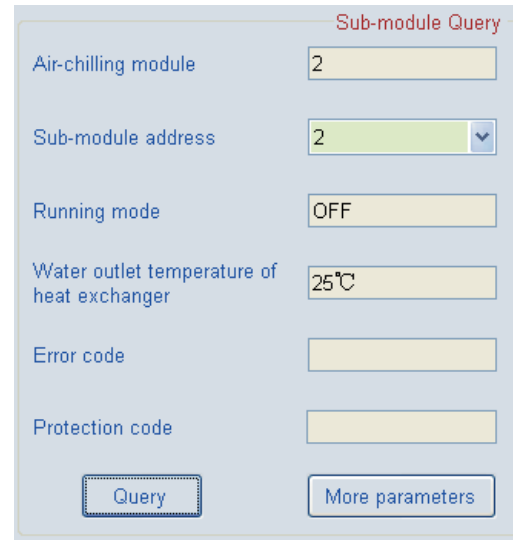 Sub-module Query
Air-chilling module 2
Sub-module address 2
Running mode OFF
Water outlet temperature of
heat exchanger 25℃
Error code
Protection code
Query More parameters